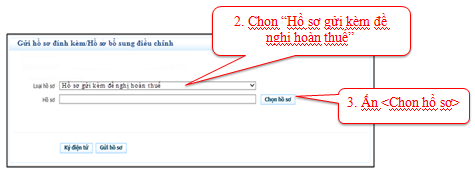 2. Chọn “Hồ sơ gửi kèm đề
nghị hoàn thuế”
Gửi hồ sơ đính kèm/Hồ sơ bổ sung điều chỉnh
Loại hồ sơ Hồ sơ gửi kèm đề nghị hoàn thuế
Hồ sơ Chọn hồ sơ
3. Ấn <Chọn hồ sơ>
Ký điện tử Gửi hồ sơ